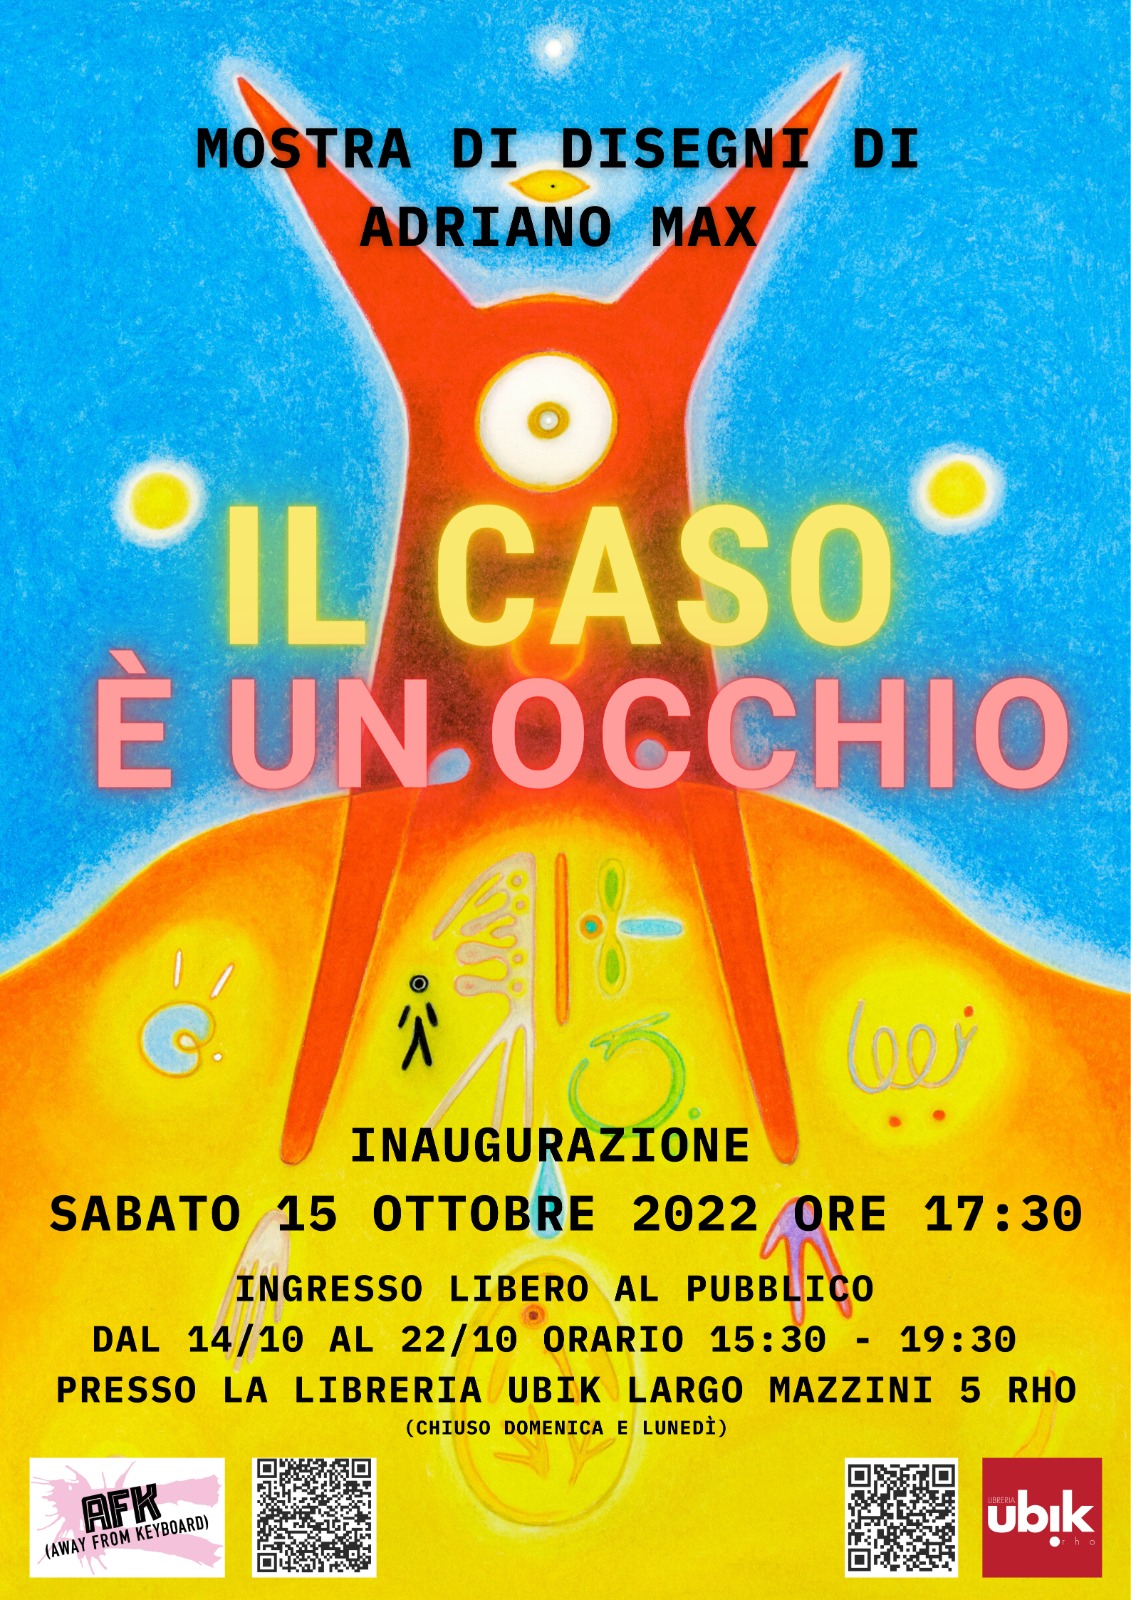 MOSTRA DI DISEGNI DI
ADRIANO MAX
IL CASO
È UN OCCHIO
INAUGURAZIONE
SABATO 15 OTTOBRE 2022 ORE 17:30
INGRESSO LIBERO AL PUBBLICO
DAL 14/10 AL 22/10 ORARIO 15:30 - 19:30
PRESSO LA LIBRERIA UBIK LARGO MAZZINI 5 RHO
(CHIUSO DOMENICA E LUNEDÌ)
AFK
(AWAY FROM KEYBOARD)
LIBRERIA
ubik
rho